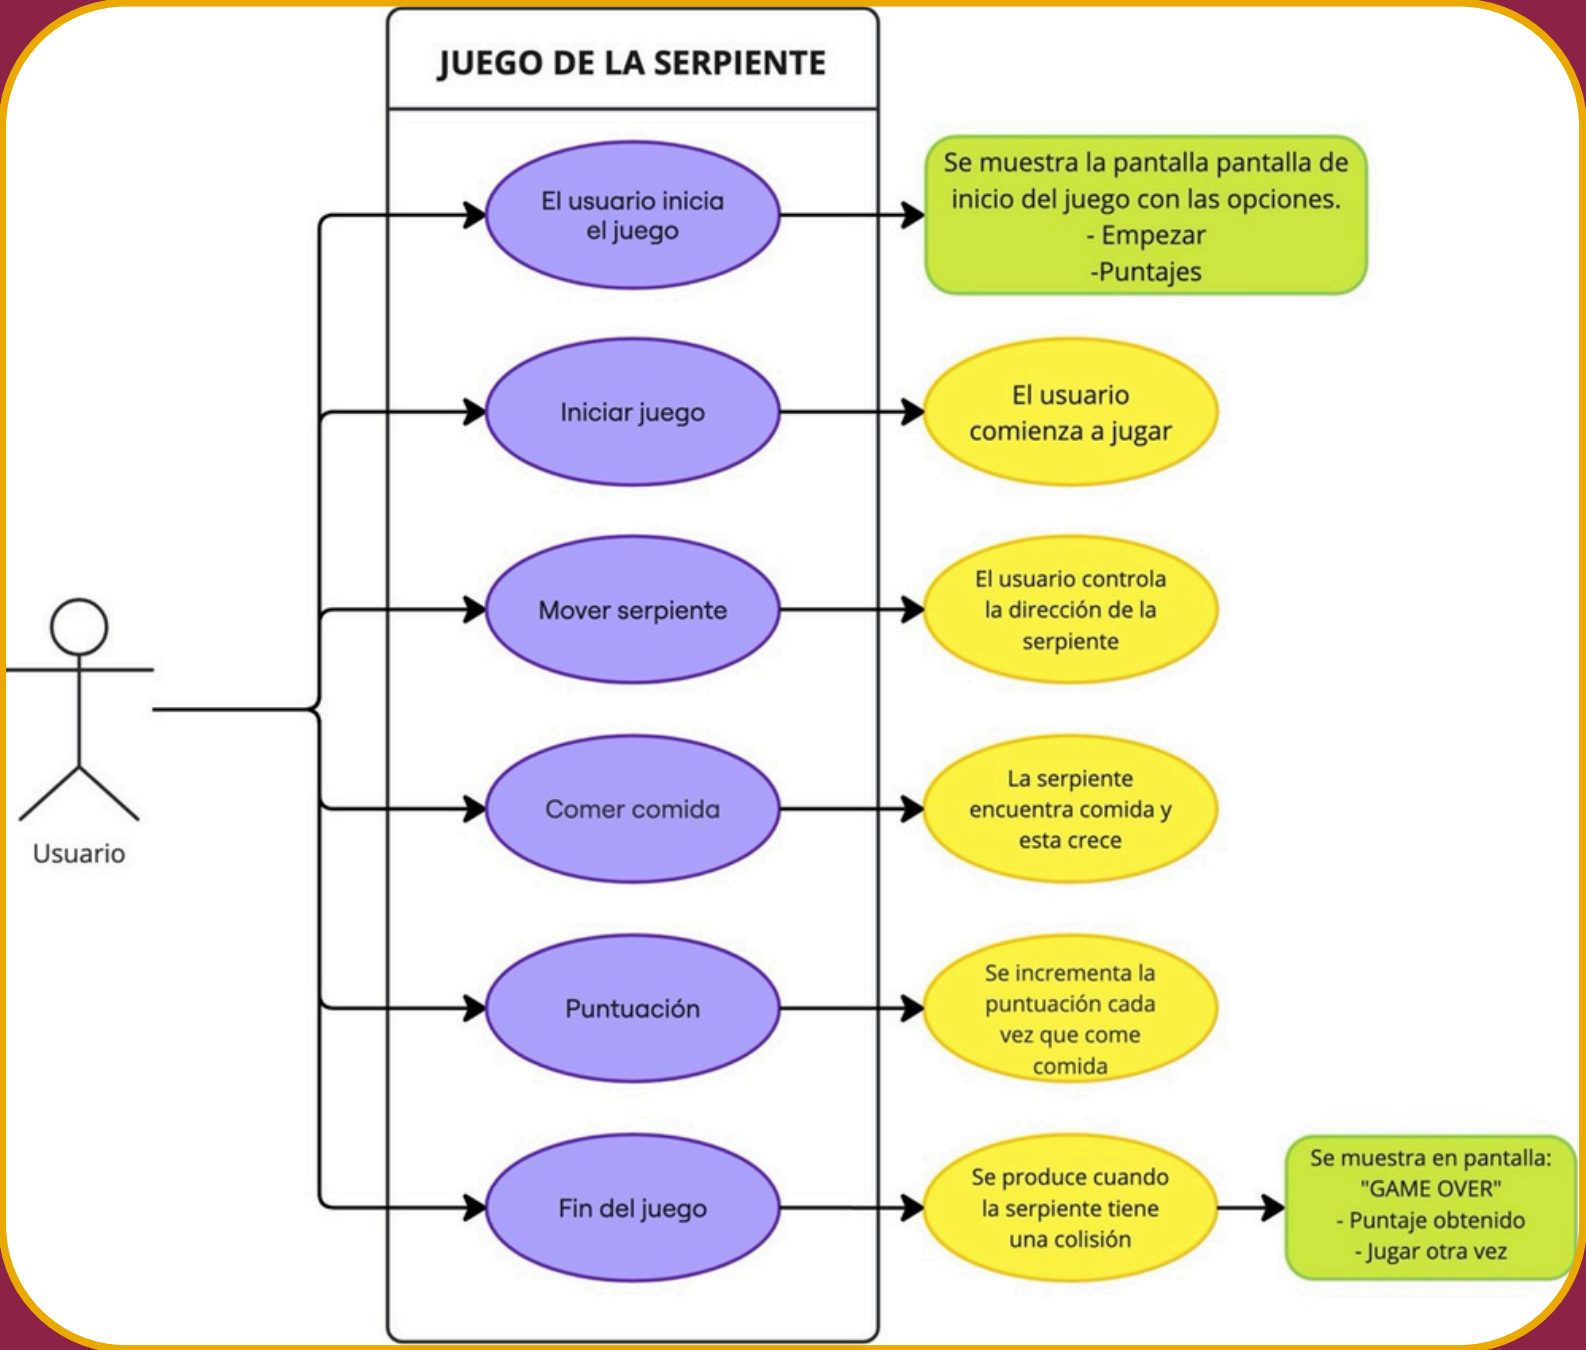 JUEGO DE LA SERPIENTE
El usuario inicia
el juego
Se muestra la pantalla pantalla de
inicio del juego con las opciones.
- Empezar
-Puntajes
Iniciar juego
El usuario
comienza a jugar
Mover serpiente
El usuario controla
la dirección de la
serpiente
Usuario
Comer comida
La serpiente
encuentra comida y
esta crece
Puntuación
Se incrementa la
puntuación cada
vez que come
comida
Fin del juego
Se produce cuando
la serpiente tiene
una colisión
Se muestra en pantalla:
"GAME OVER"
- Puntaje obtenido
- Jugar otra vez